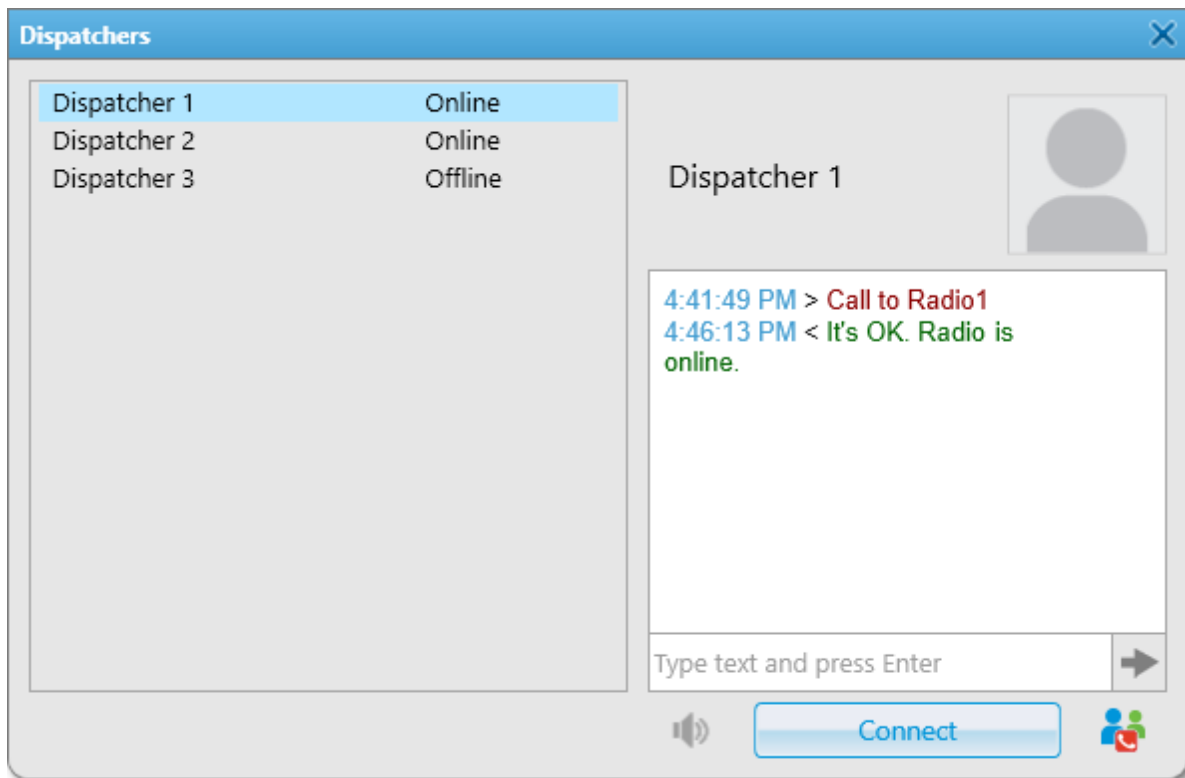 Dispatchers
Dispatcher 1 Online
Dispatcher 2 Online
Dispatcher 3 Offline
Dispatcher 1
4:41:49 PM > Call to Radio1
4:46:13 PM < It's OK. Radio is
online.
Type text and press Enter
Connect